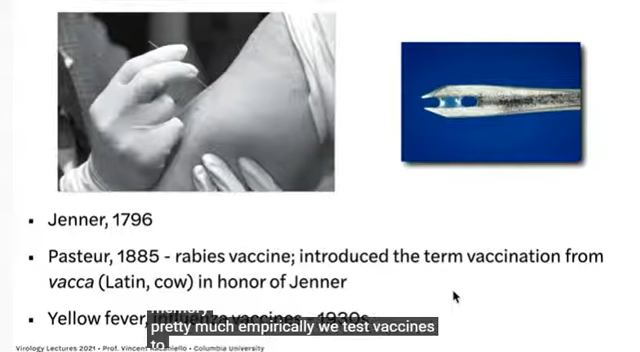 Jenner, 1796
Pasteur, 1885 - rabies vaccine; introduced the term vaccination from
vacca (Latin, cow) in honor of Jenner
Yellow fever, influenza vaccines - 1930s
pretty much empirically we test vaccines
to
Virology Lectures 2021 • Prof. Vincent Racaniello • Columbia University